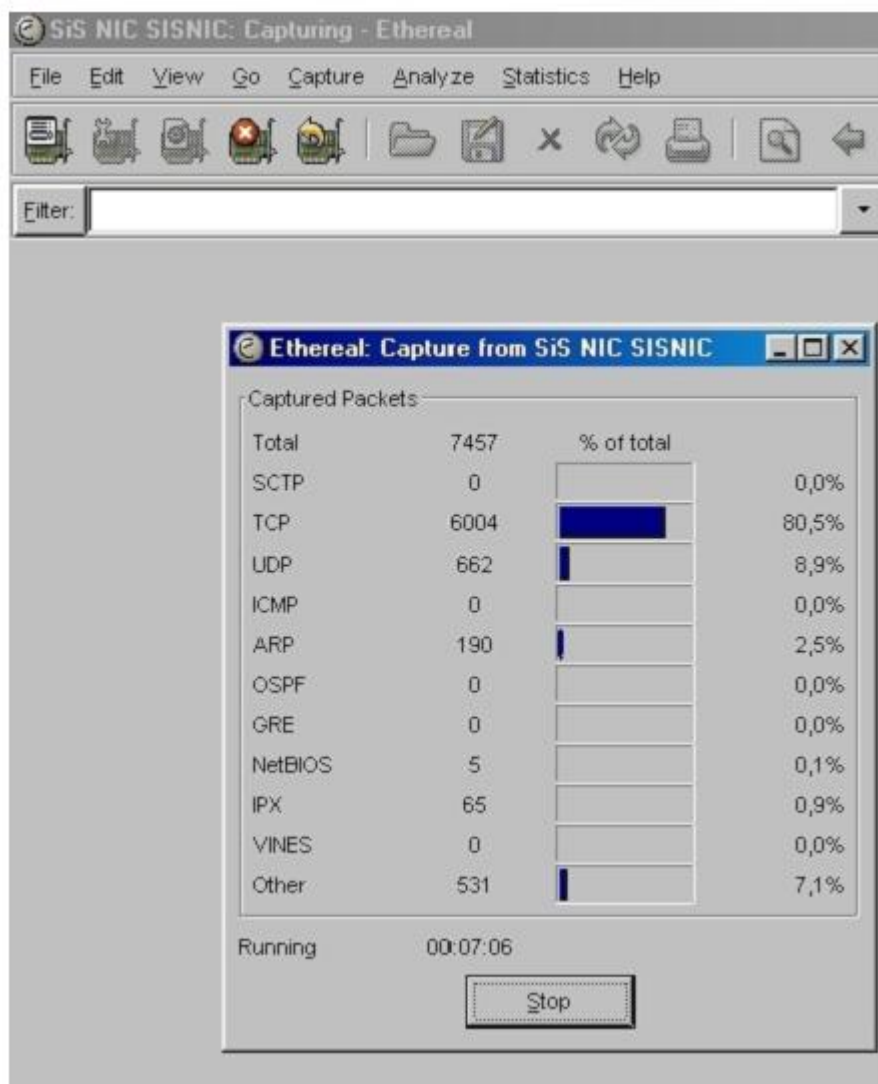 SiS NIC SISNIC: Capturing - Ethereal
File Edit View Go Capture Analyze Statistics Help
Filter:
Ethereal: Capture from SiS NIC SISNIC
Captured Packets
Total 7457 % of total
SCTP 0 0,0%
TCP 6004 80,5%
UDP 662 8,9%
ICMP 0 0,0%
ARP 190 2,5%
OSPF 0 0,0%
GRE 0 0,0%
NetBIOS 5 0,1%
IPX 65 0,9%
VINES 0 0,0%
Other 531 7,1%
Running 00:07:06
Stop